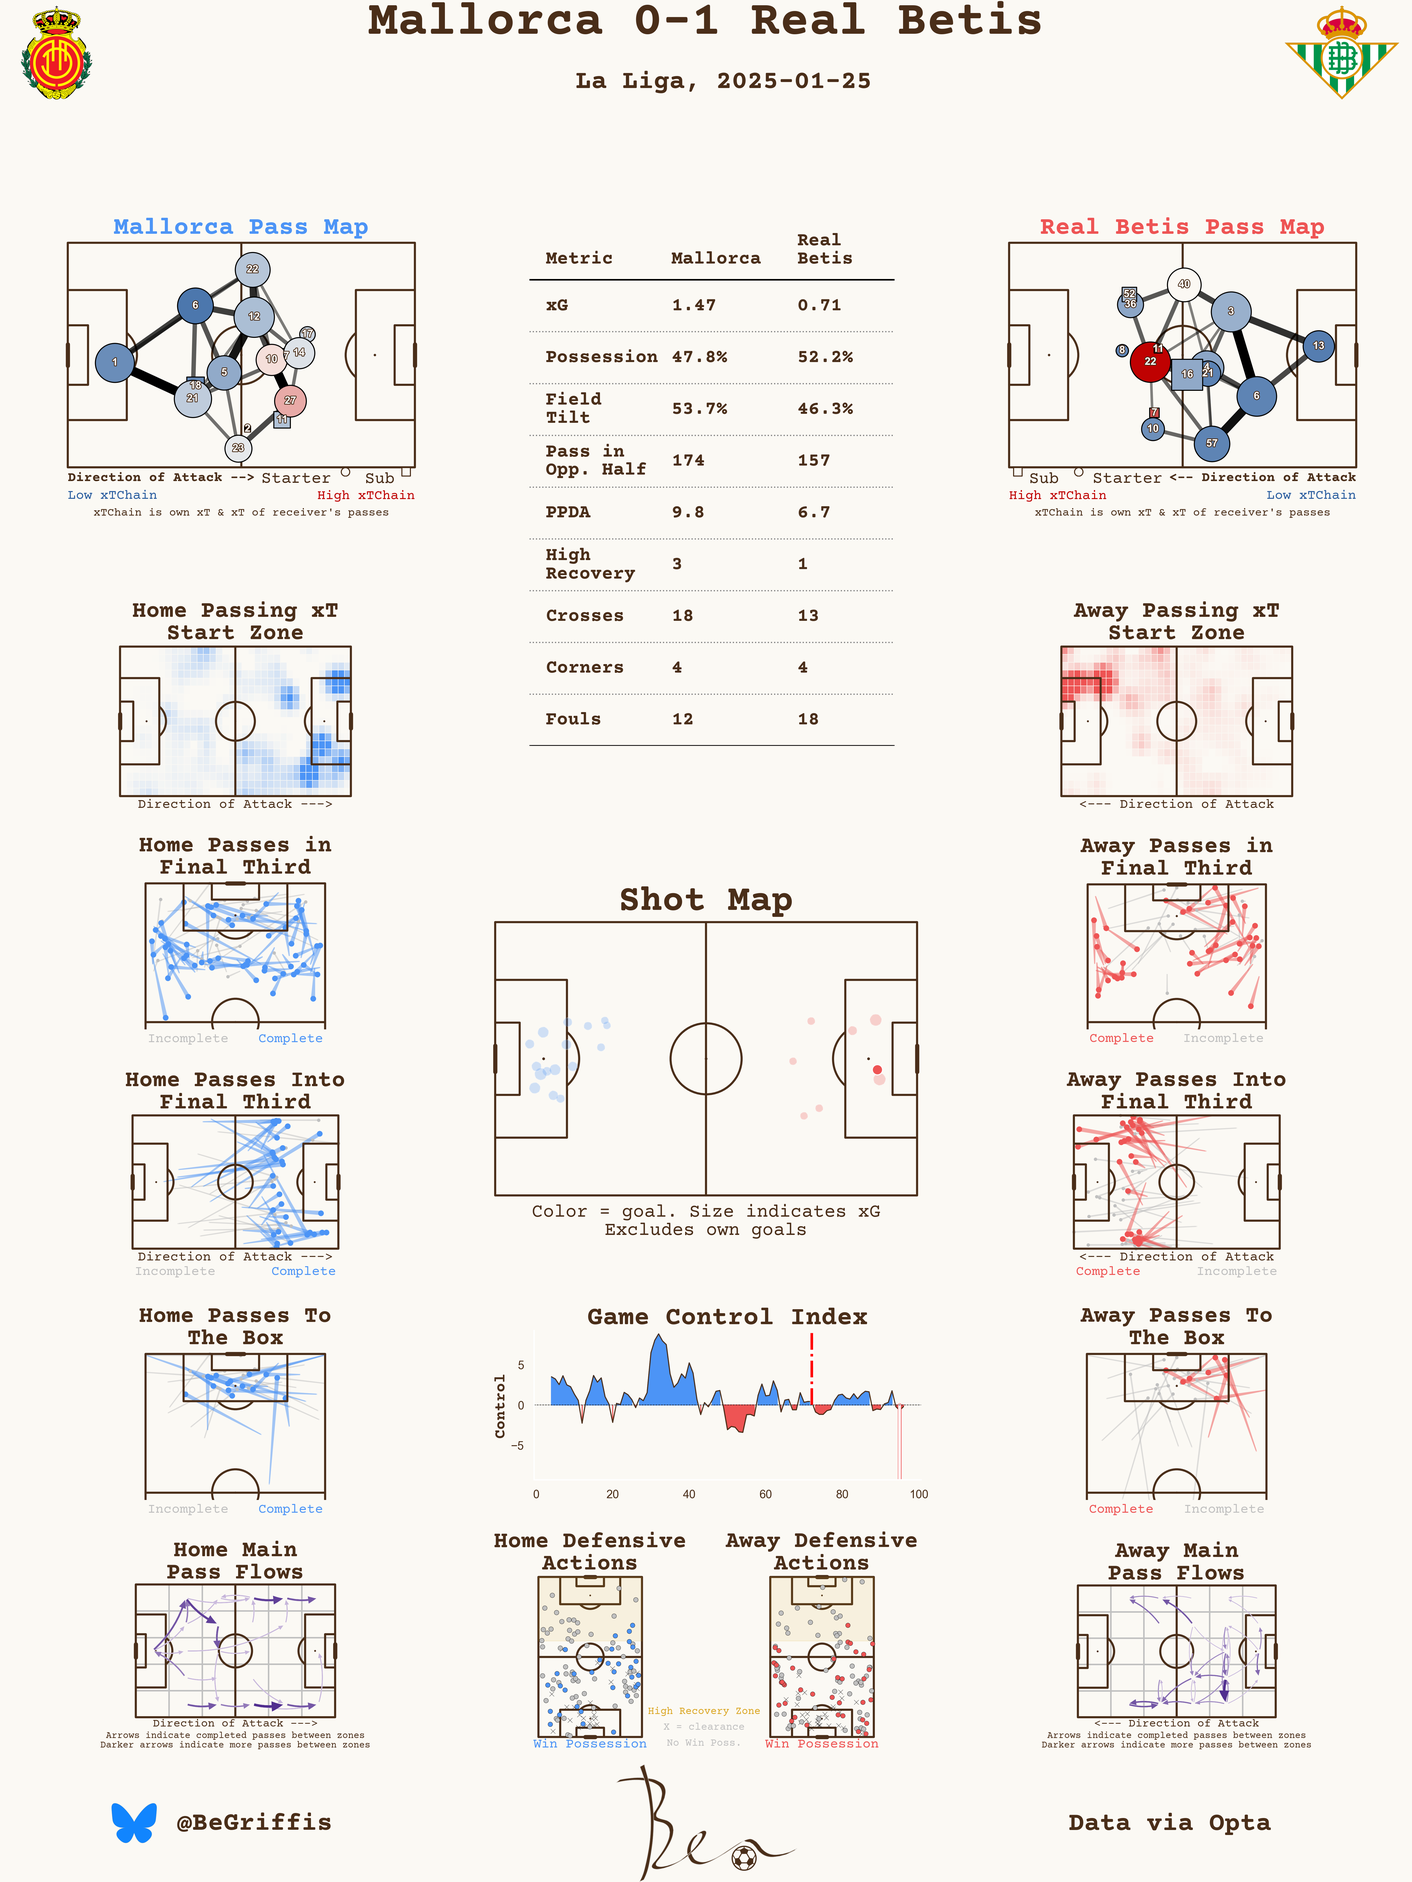 Mallorca 0-1 Real Betis
La Liga, 2025-01-25
Mallorca Pass Map
22
6
12
17
1
5
10
7
14
18
21
27
11
2
23
Direction of Attack --> Starter Sub
Low xTChain High xTChain
xTChain is own xT & xT of receiver's passes
Metric Mallorca Real Betis
xG 1.47 0.71
Possession 47.8% 52.2%
Field Tilt 53.7% 46.3%
Pass in Opp. Half 174 157
PPDA 9.8 6.7
High Recovery 3 1
Crosses 18 13
Corners 4 4
Fouls 12 18
Real Betis Pass Map
40
52
36
3
8
11
22
13
16
4
21
6
7
10
57
Sub Starter <-- Direction of Attack
High xTChain Low xTChain
xTChain is own xT & xT of receiver's passes
Home Passing xT
Start Zone
Direction of Attack --->
Away Passing xT
Start Zone
<--- Direction of Attack
Home Passes in
Final Third
Incomplete Complete
Away Passes in
Final Third
Complete Incomplete
Shot Map
Color = goal. Size indicates xG
Excludes own goals
Home Passes Into
Final Third
Direction of Attack --->
Incomplete Complete
Away Passes Into
Final Third
<--- Direction of Attack
Complete Incomplete
Home Passes To
The Box
Incomplete Complete
Game Control Index
Control
5
0
−5
0 20 40 60 80 100
Away Passes To
The Box
Complete Incomplete
Home Main
Pass Flows
Direction of Attack --->
Arrows indicate completed passes between zones
Darker arrows indicate more passes between zones
Home Defensive
Actions
Win Possession
Away Defensive
Actions
Win Possession
High Recovery Zone
X = clearance
No Win Poss.
Away Main
Pass Flows
<--- Direction of Attack
Arrows indicate completed passes between zones
Darker arrows indicate more passes between zones
@BeGriffis
Ben
Data via Opta